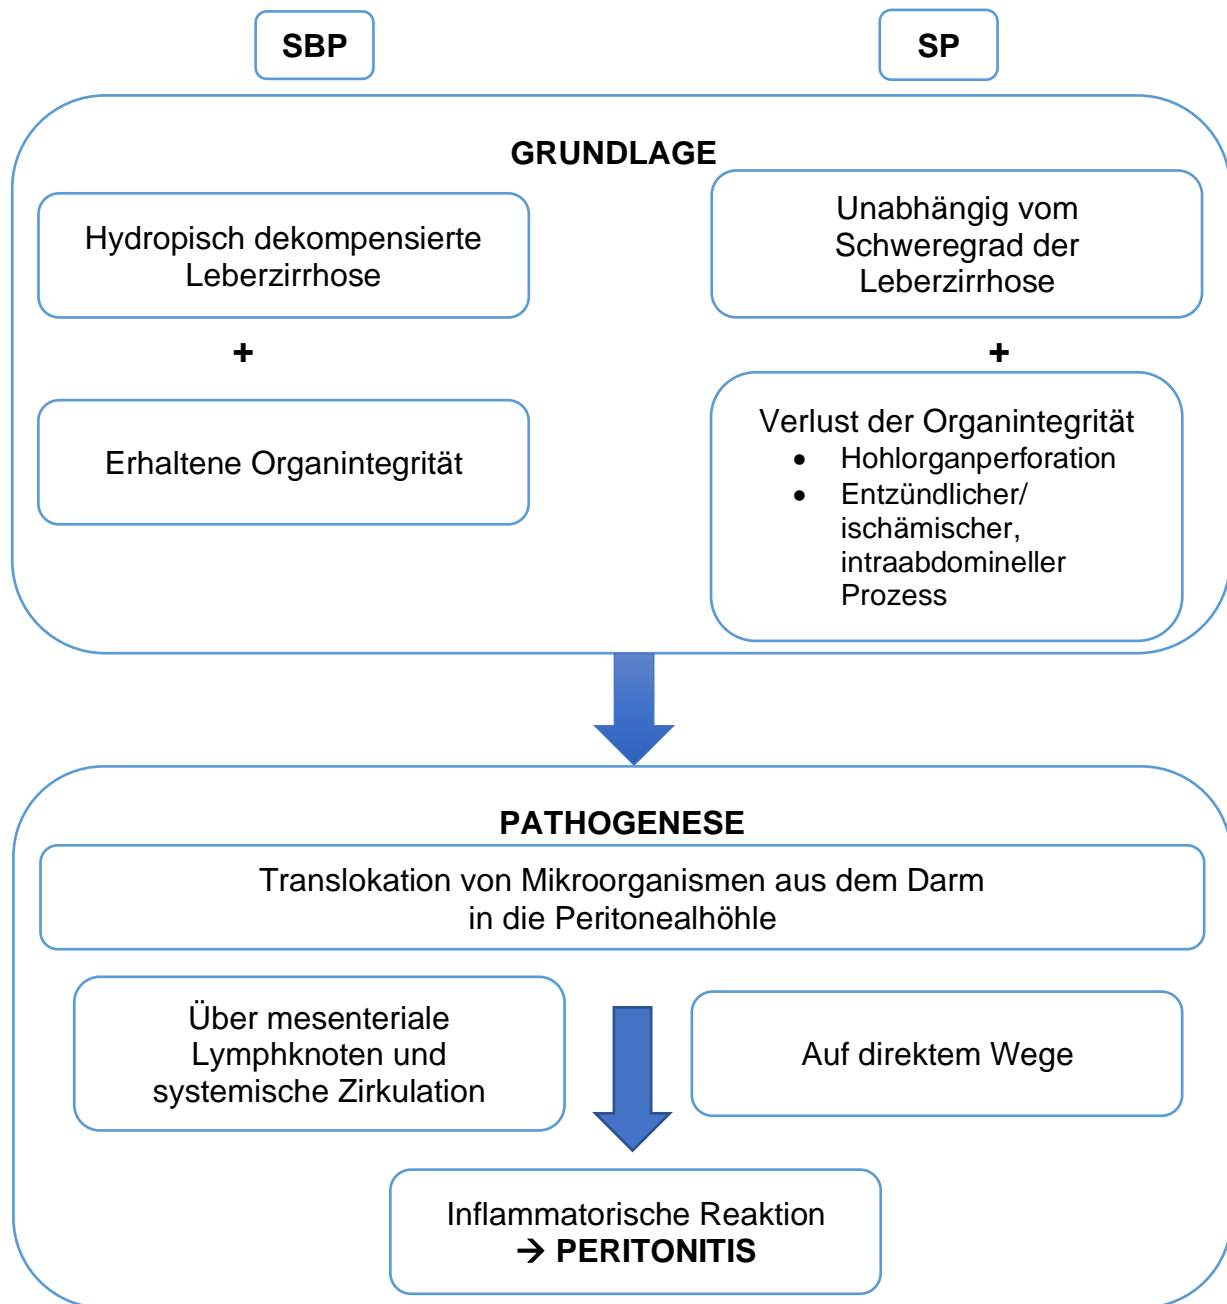 SBP
SP
GRUNDLAGE
Hydropisch dekompensierte
Leberzirrhose
+
Erhaltene Organintegrität
Unabhängig vom
Schweregrad der
Leberzirrhose
+
Verlust der Organintegrität
• Hohlorganperforation
• Entzündlicher/
ischämischer,
intraabdomineller
Prozess
PATHOGENESE
Translokation von Mikroorganismen aus dem Darm
in die Peritonealhöhle
Über mesenteriale
Lymphknoten und
systemische Zirkulation
Auf direktem Wege
Inflammatorische Reaktion
→ PERITONITIS